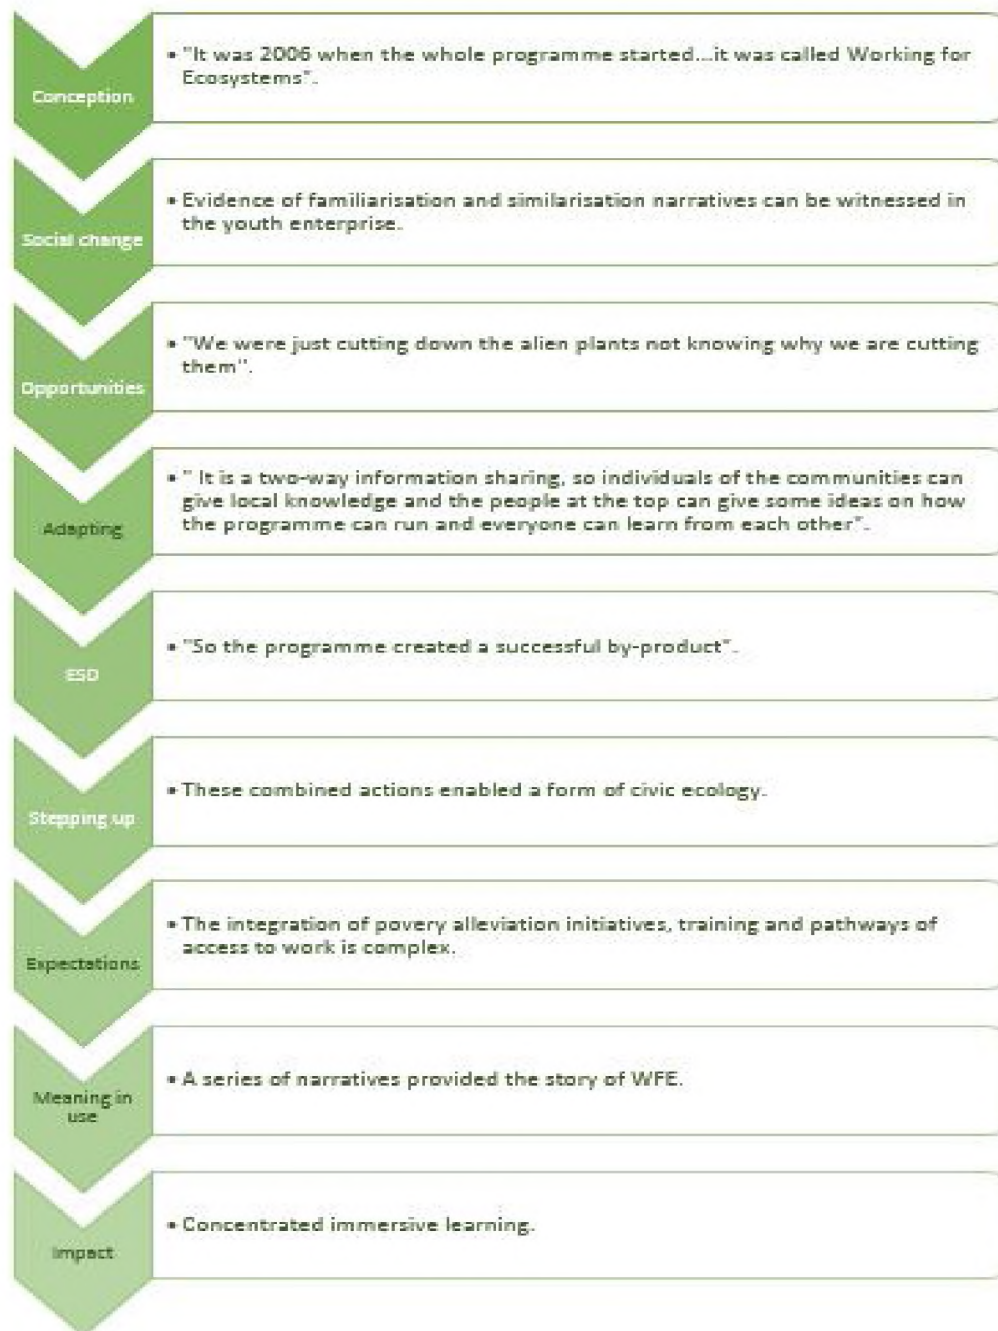 Conception
• "It was 2006 when the whole programme started...it was called Working for
Ecosystems".
Social change
• Evidence of familiarisation and similarisation narratives can be witnessed in
the youth enterprise.
Opportunities
• "We were just cutting down the alien plants not knowing why we are cutting
them".
Adapting
• " It is a two-way information sharing, so individuals of the communities can
give local knowledge and the people at the top can give some ideas on how
the programme can run and everyone can learn from each other".
ESD
• "So the programme created a successful by-product".
Stepping up
• These combined actions enabled a form of civic ecology.
Expectations
• The integration of povery alleviation initiatives, training and pathways of
access to work is complex.
Meaning in
use
• A series of narratives provided the story of WFE.
Impact
• Concentrated immersive learning.